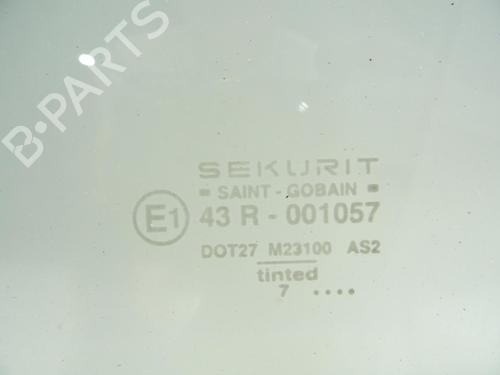 B-PARTS
SEKURIT
SAINT-GOBAIN
E1 43 R-001057
DOT27 M23100 AS2
tinted
7 ....